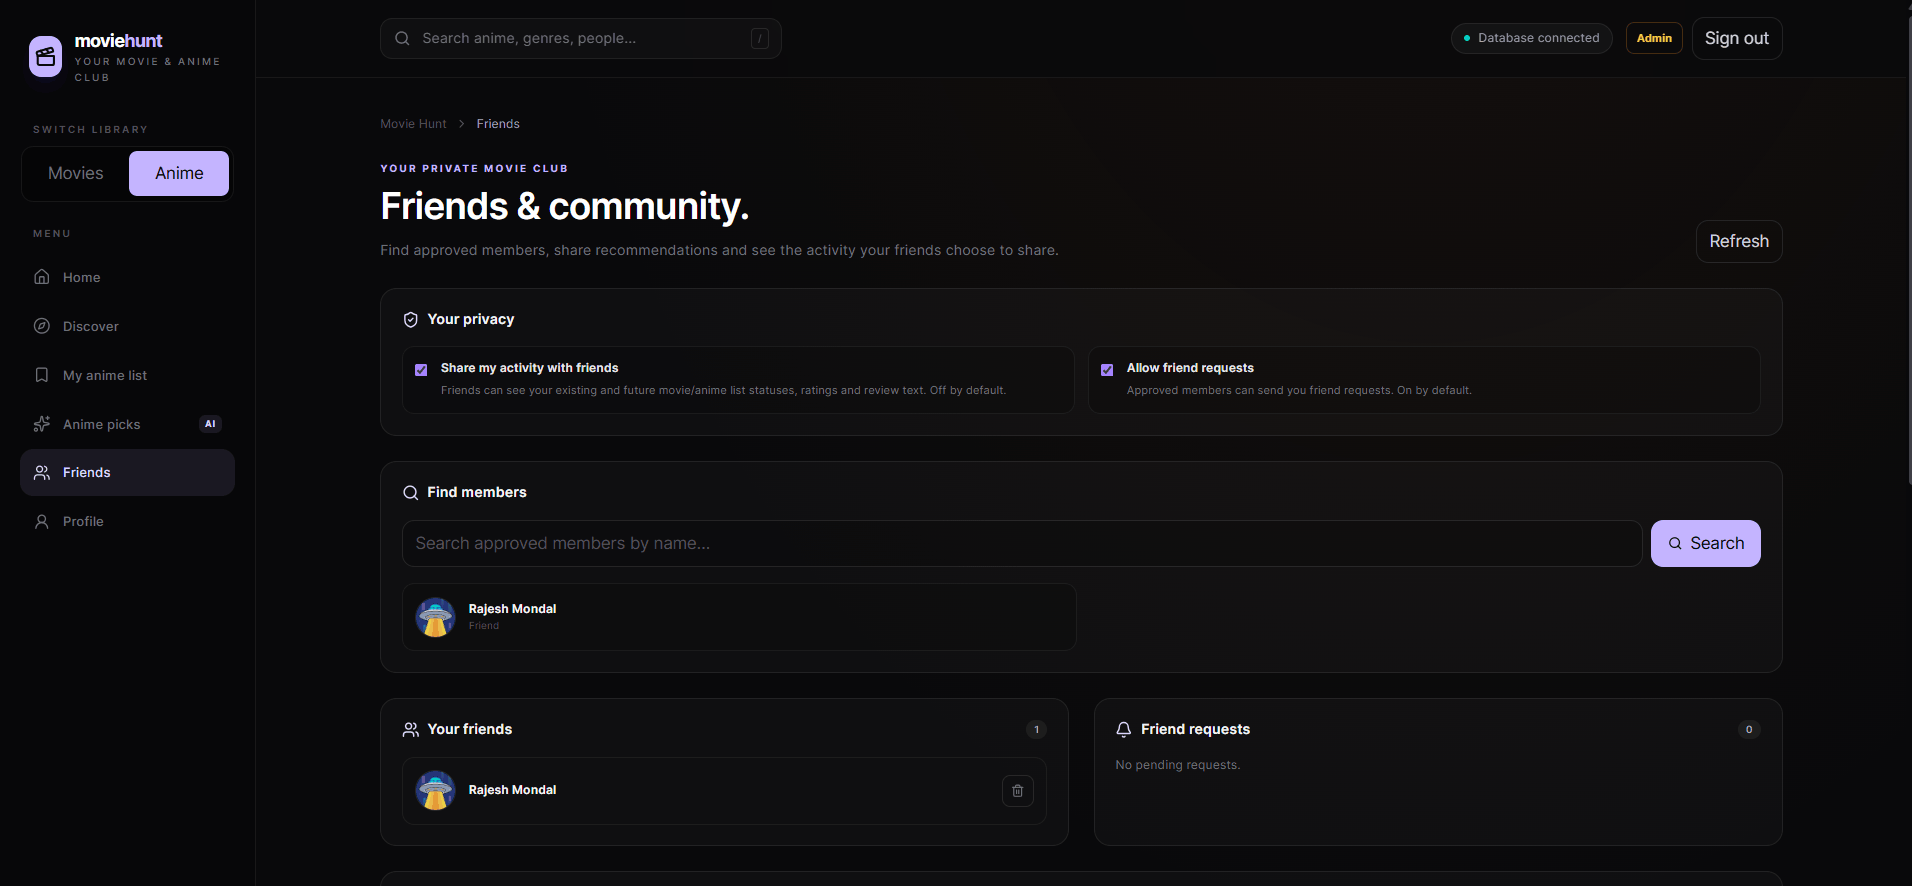 moviehunt
YOUR MOVIE & ANIME
CLUB
SWITCH LIBRARY
Movies
Anime
MENU
Home
Discover
My anime list
Anime picks
AI
Friends
Profile
Search anime, genres, people...
/
Database connected
Admin
Sign out
Movie Hunt > Friends
YOUR PRIVATE MOVIE CLUB
Friends & community.
Find approved members, share recommendations and see the activity your friends choose to share.
Refresh
Your privacy
Share my activity with friends
Friends can see your existing and future movie/anime list statuses, ratings and review text. Off by default.
Allow friend requests
Approved members can send you friend requests. On by default.
Find members
Search approved members by name...
Search
Rajesh Mondal
Friend
Your friends
1
Rajesh Mondal
Friend requests
0
No pending requests.